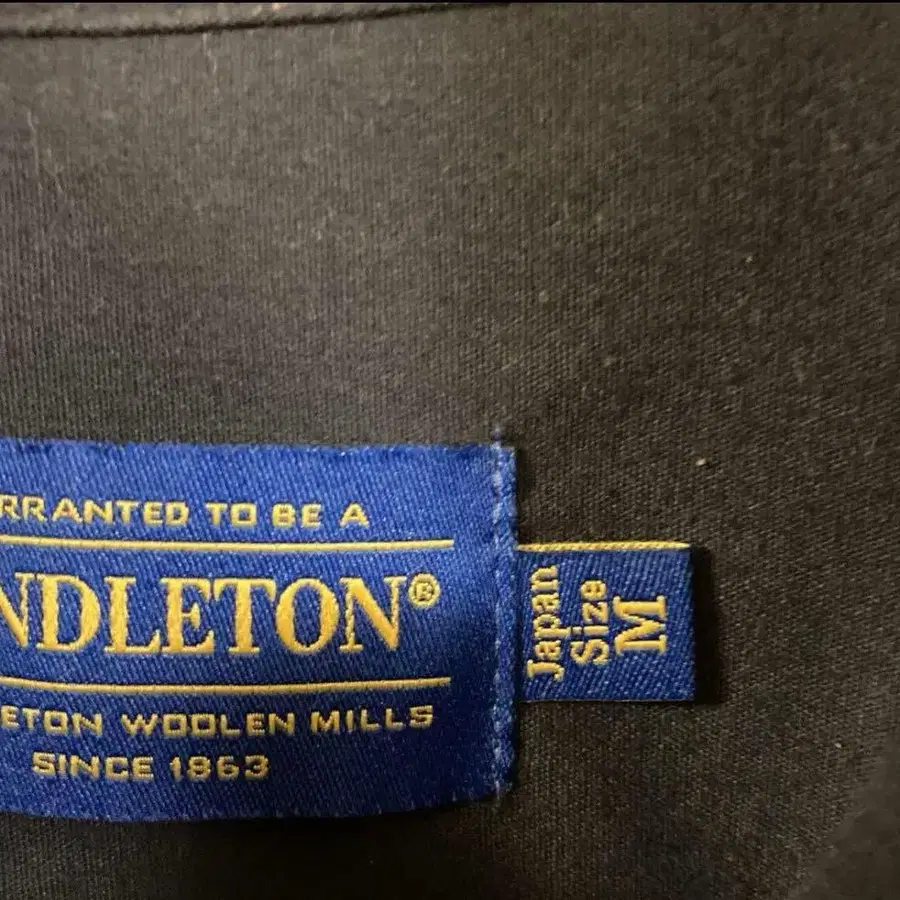 RRANTED TO BE A
NDLETON®
ETON WOOLEN MILLS
SINCE 1863
Japan
Size
M